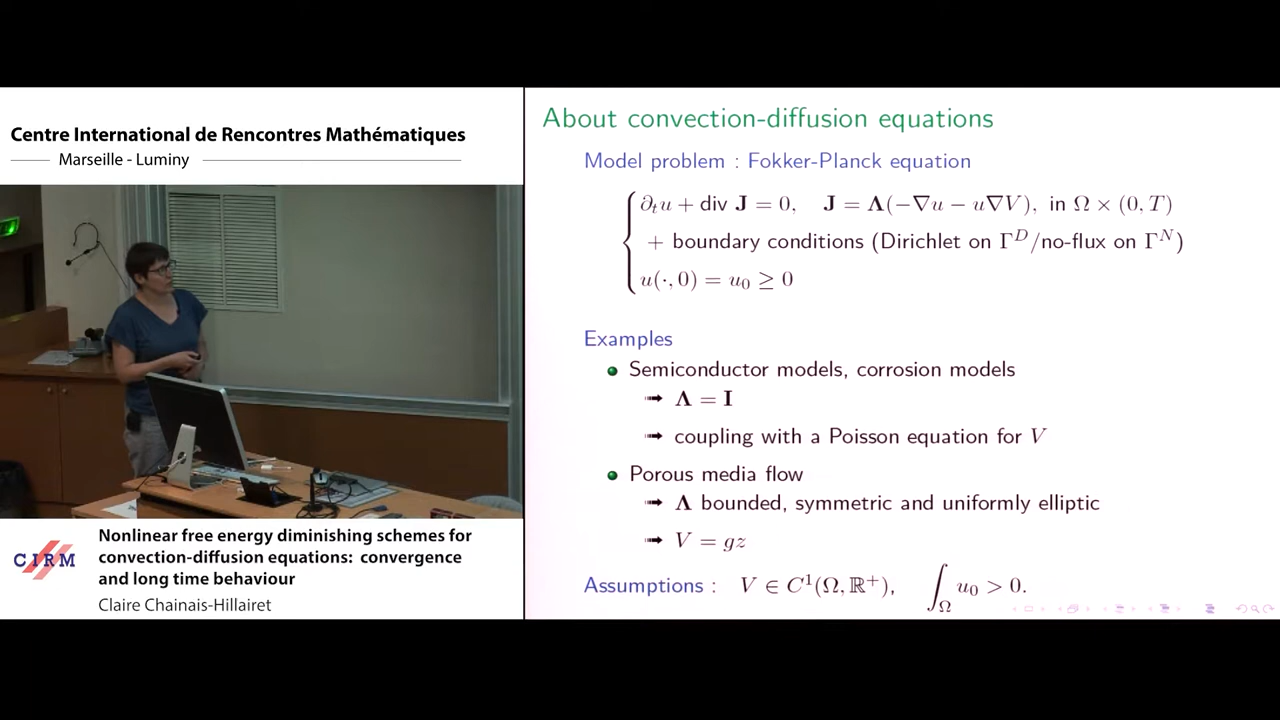 Centre International de Rencontres Mathématiques
Marseille - Luminy
CIRM
Nonlinear free energy diminishing schemes for
convection-diffusion equations: convergence
and long time behaviour
Claire Chainais-Hillairet
About convection-diffusion equations
Model problem : Fokker-Planck equation
∂ₜu + div J = 0, J = Λ(−∇u − u∇V), in Ω × (0, T)
+ boundary conditions (Dirichlet on Γᴰ/no-flux on Γᴺ)
u(·, 0) = u₀ ≥ 0
Examples
Semiconductor models, corrosion models
➟ Λ = I
➟ coupling with a Poisson equation for V
Porous media flow
➟ Λ bounded, symmetric and uniformly elliptic
➟ V = gz
Assumptions : V ∈ C¹(Ω, ℝ⁺), ∫_Ω u₀ > 0.